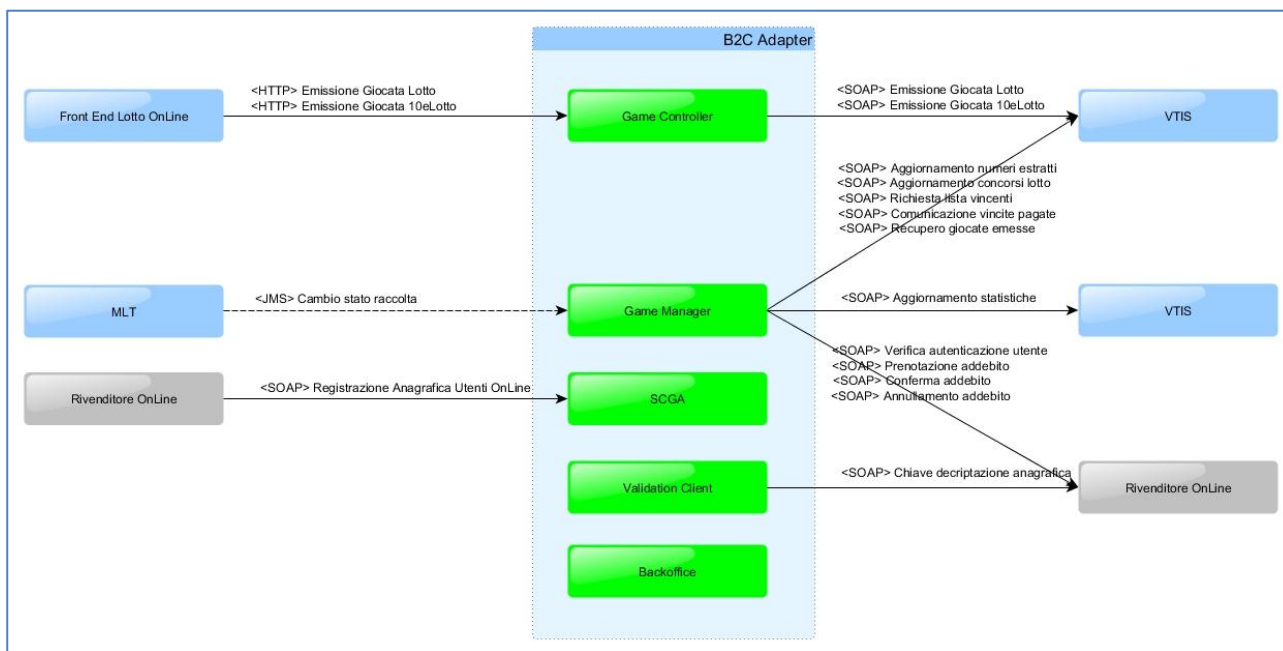 B2C Adapter
<HTTP> Emissione Giocata Lotto
<HTTP> Emissione Giocata 10eLotto
<SOAP> Emissione Giocata Lotto
<SOAP> Emissione Giocata 10eLotto
Front End Lotto OnLine
Game Controller
VTIS
<SOAP> Aggiornamento numeri estratti
<SOAP> Aggiornamento concorsi lotto
<SOAP> Richiesta lista vincenti
<SOAP> Comunicazione vincite pagate
<SOAP> Recupero giocate emesse
<JMS> Cambio stato raccolta
<SOAP> Aggiornamento statistiche
MLT
Game Manager
VTIS
<SOAP> Verifica autenticazione utente
<SOAP> Prenotazione addebito
<SOAP> Conferma addebito
<SOAP> Annullamento addebito
<SOAP> Registrazione Anagrafica Utenti OnLine
Rivenditore OnLine
SCGA
<SOAP> Chiave decriptazione anagrafica
Validation Client
Rivenditore OnLine
Backoffice